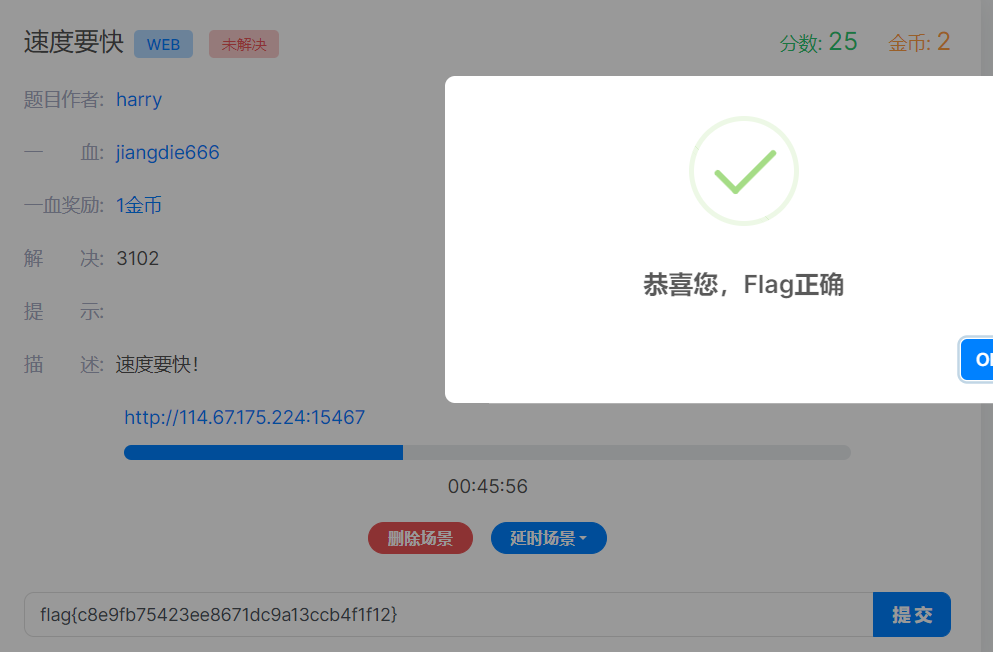 速度要快 WEB 未解决 分数: 25 金币: 2
题目作者: harry
一 血: jiangdie666
一血奖励: 1金币
解 决: 3102
提 示:
描 述: 速度要快!
恭喜您，Flag正确
http://114.67.175.224:15467
00:45:56
删除场景 延时场景
flag{c8e9fb75423ee8671dc9a13ccb4f1f12} 提交